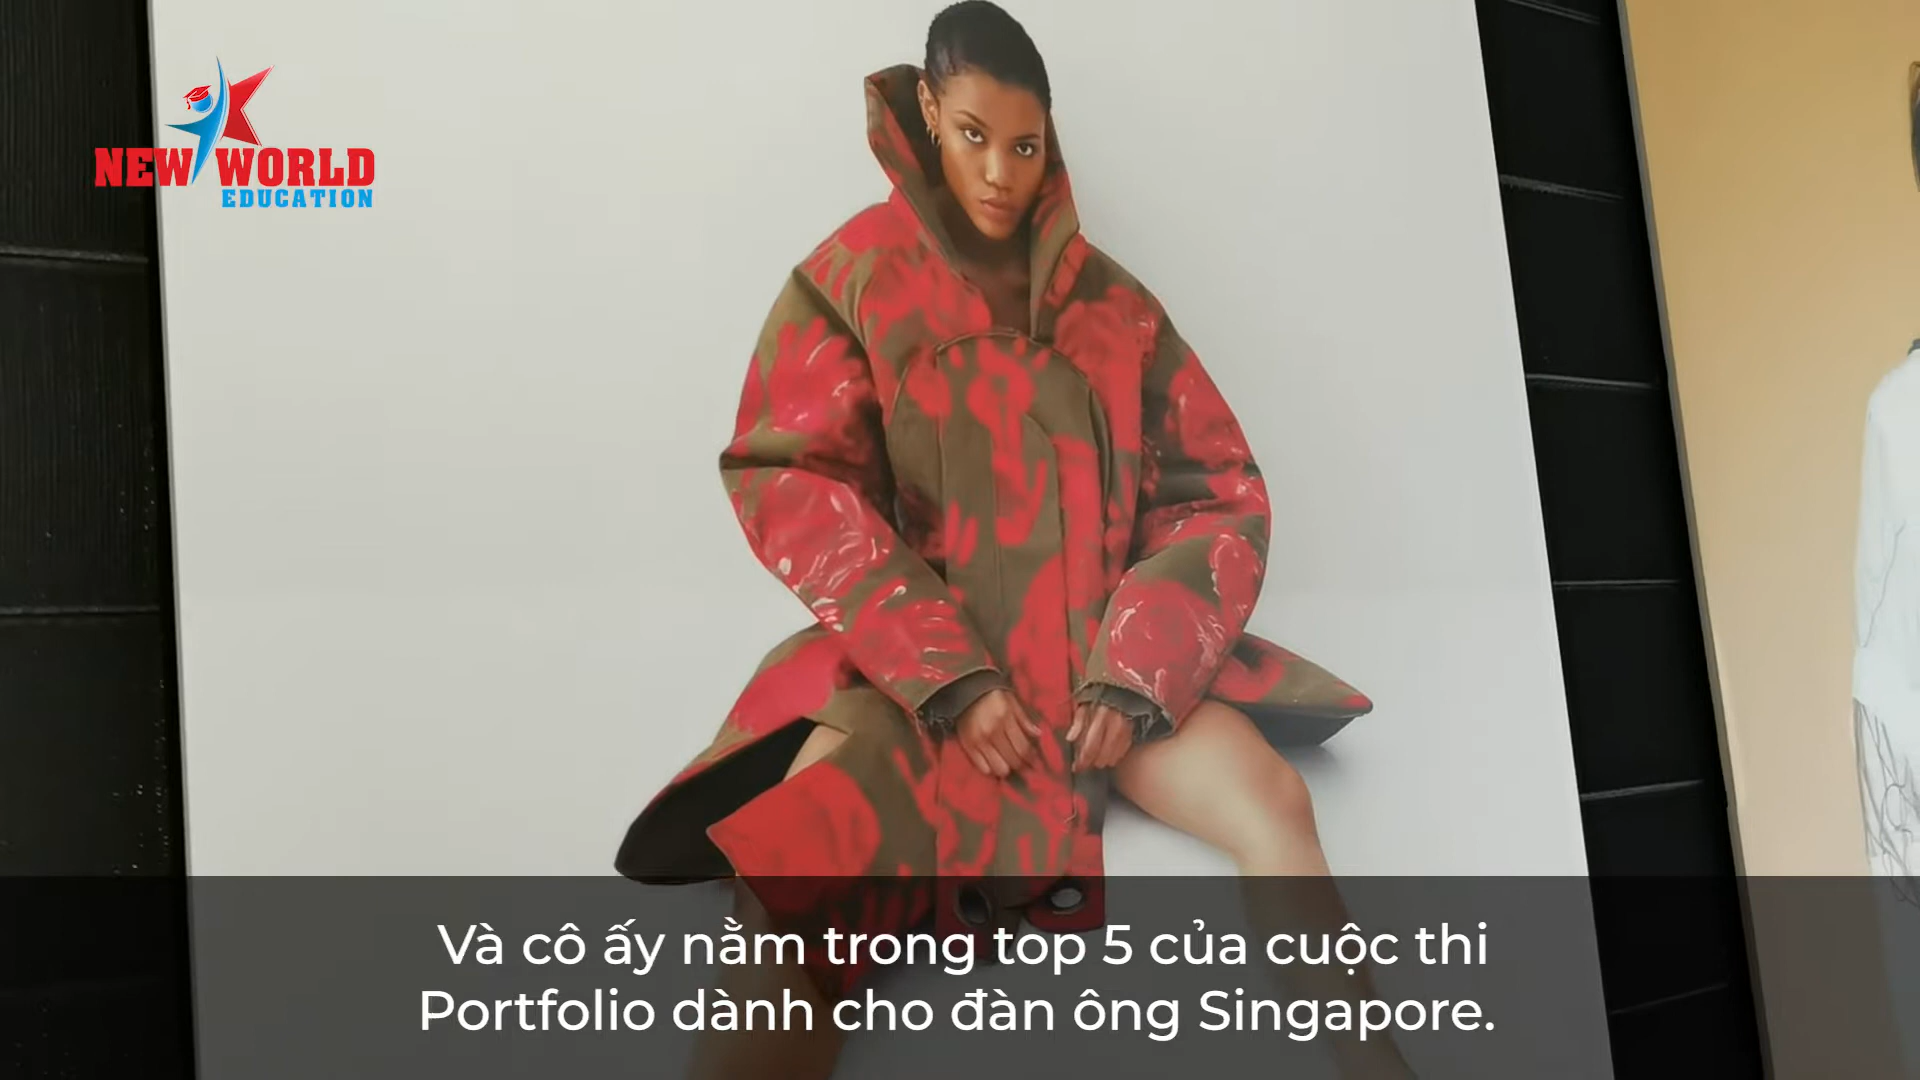 NEW WORLD
EDUCATION
Và cô ấy nằm trong top 5 của cuộc thi
Portfolio dành cho đàn ông Singapore.